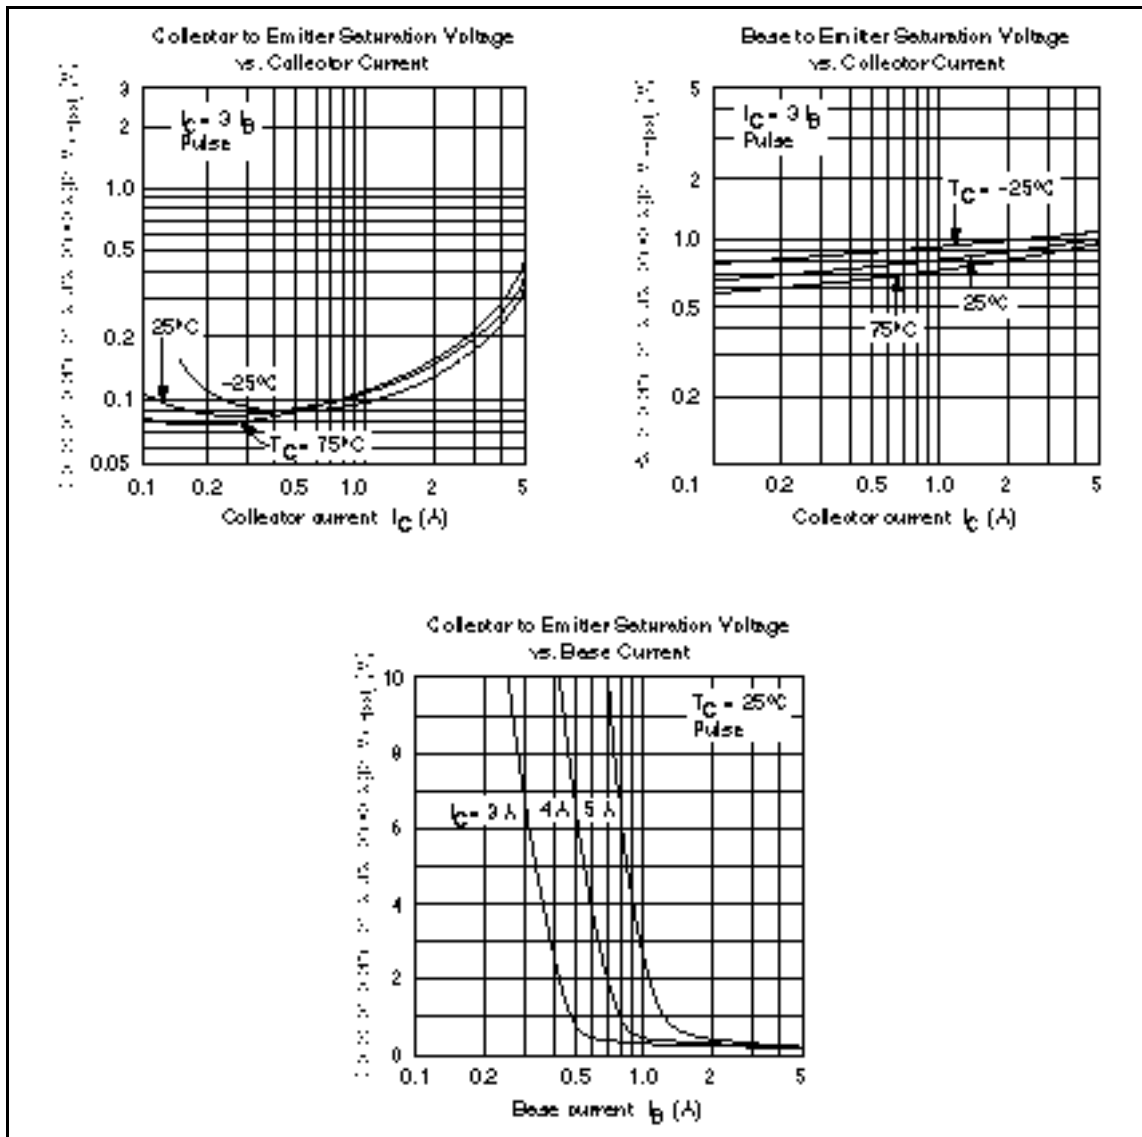 Collector to Emitter Saturation Voltage
vs. Collector Current
3
2
1.0
0.5
0.2
0.1
0.05
IC = 3 IB
Pulse
25°C
−25°C
TC = 75°C
0.1 0.2 0.5 1.0 2 5
Collector current IC (A)
Base to Emitter Saturation Voltage
vs. Collector Current
5
2
1.0
0.5
0.2
IC = 3 IB
Pulse
TC = −25°C
25°C
75°C
0.1 0.2 0.5 1.0 2 5
Collector current IC (A)
Collector to Emitter Saturation Voltage
vs. Base Current
10
8
6
4
2
0
TC = 25°C
Pulse
IC = 3 A 4 A 5 A
0.1 0.2 0.5 1.0 2 5
Base current IB (A)